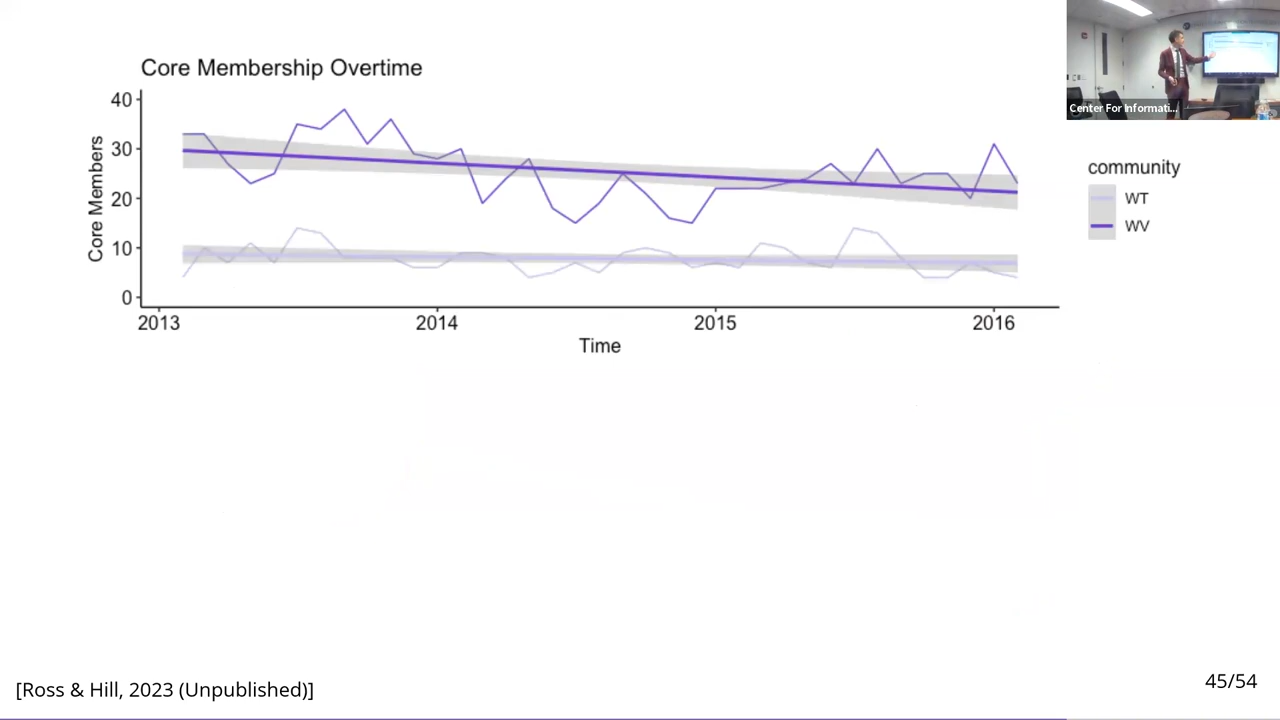 Core Membership Overtime
40
30
20
10
0
Core Members
2013
2014
2015
2016
Time
community
WT
WV
Center For Informati...
[Ross & Hill, 2023 (Unpublished)]
45/54